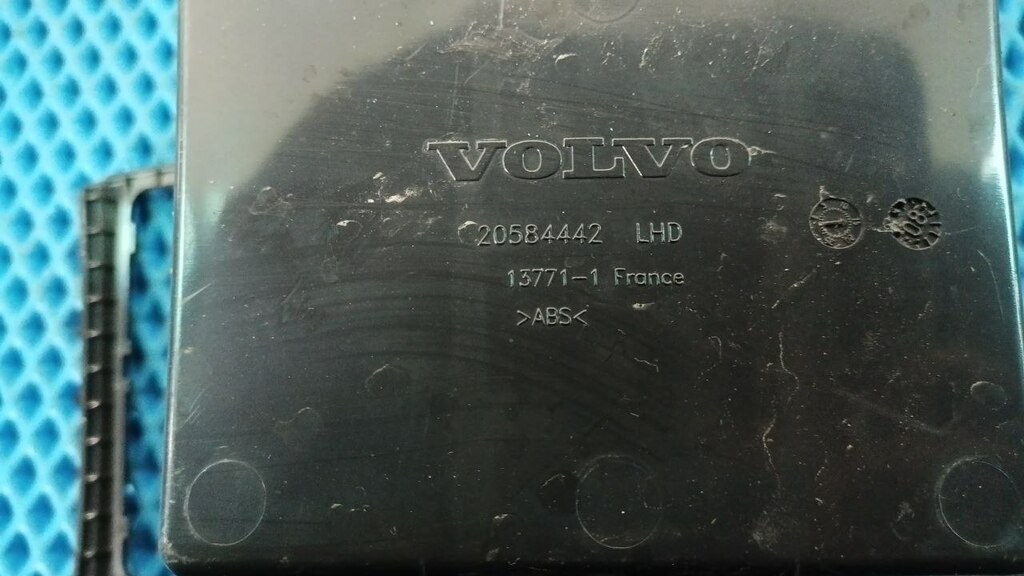 VOLVO
20584442 LHD
13771-1 France
>ABS<